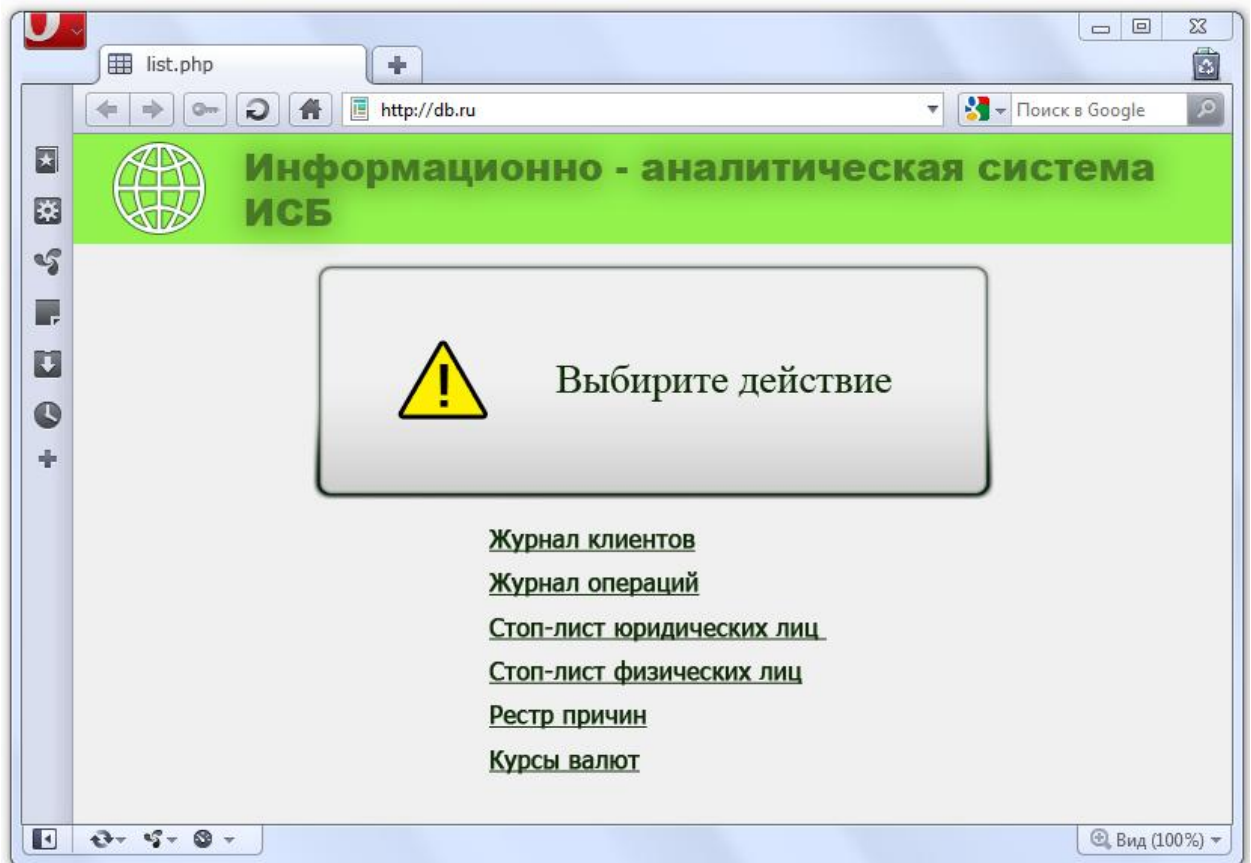 list.php
http://db.ru
Поиск в Google
Информационно - аналитическая система
ИСБ
Выбирите действие
Журнал клиентов
Журнал операций
Стоп-лист юридических лиц
Стоп-лист физических лиц
Рестр причин
Курсы валют
Вид (100%)